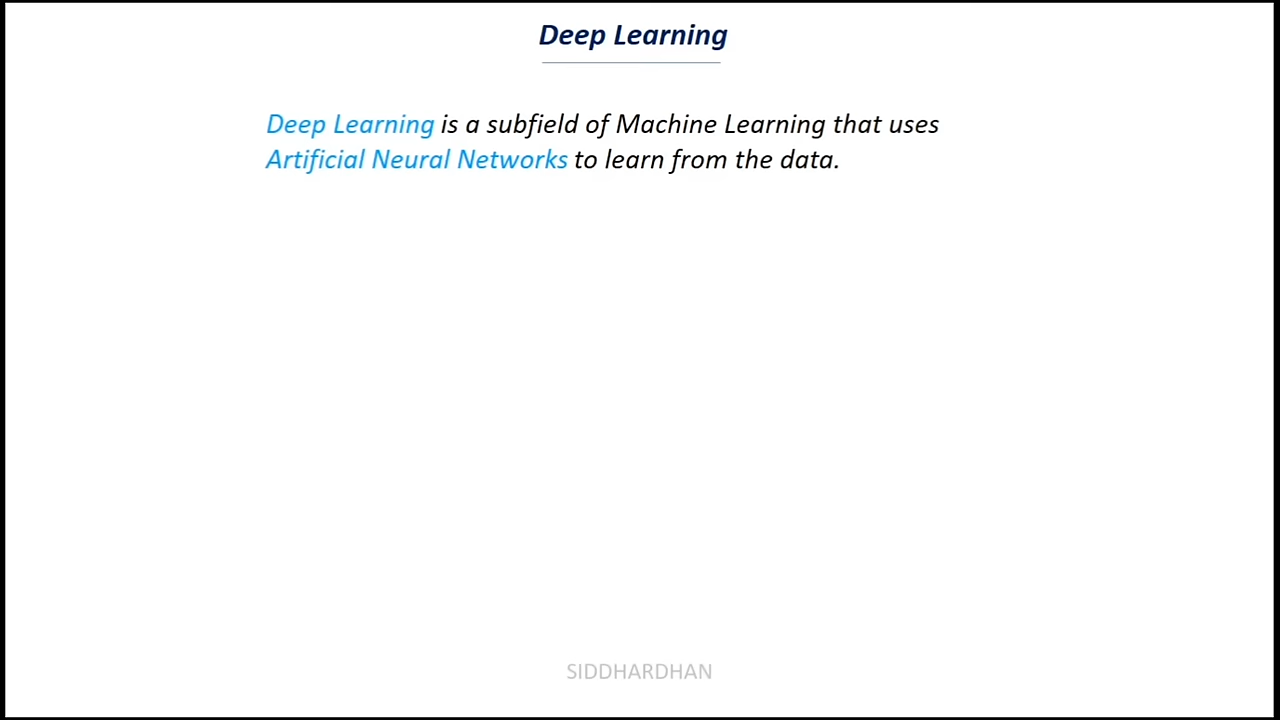 Deep Learning
Deep Learning is a subfield of Machine Learning that uses
Artificial Neural Networks to learn from the data.
SIDDHARDHAN